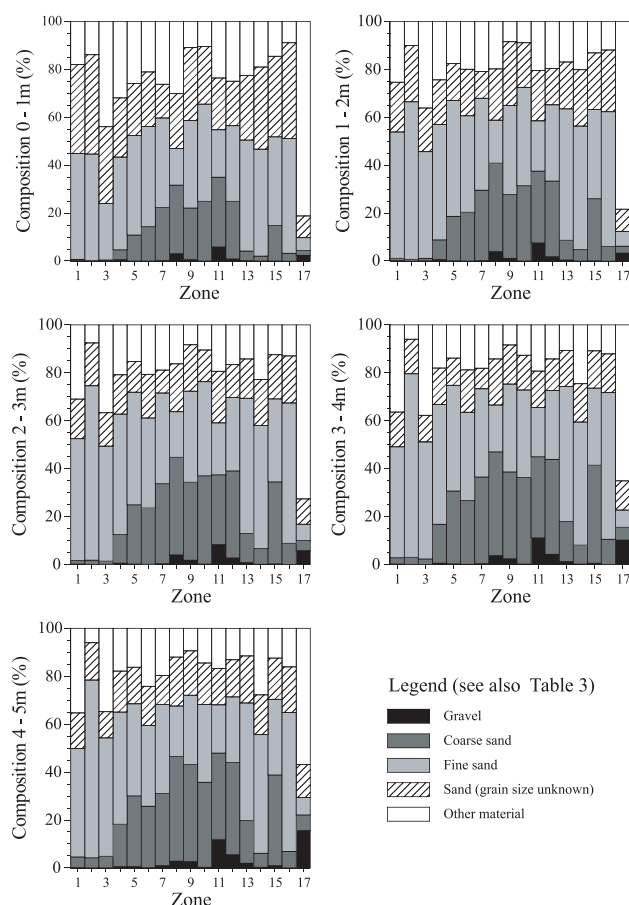 Composition 0 - 1m (%)
100
80
60
40
20
0
1 3 5 7 9 11 13 15 17
Zone
Composition 1 - 2m (%)
100
80
60
40
20
0
1 3 5 7 9 11 13 15 17
Zone
Composition 2 - 3m (%)
100
80
60
40
20
0
1 3 5 7 9 11 13 15 17
Zone
Composition 3 - 4m (%)
100
80
60
40
20
0
1 3 5 7 9 11 13 15 17
Zone
Composition 4 - 5m (%)
100
80
60
40
20
0
1 3 5 7 9 11 13 15 17
Zone
Legend (see also Table 3)
Gravel
Coarse sand
Fine sand
Sand (grain size unknown)
Other material